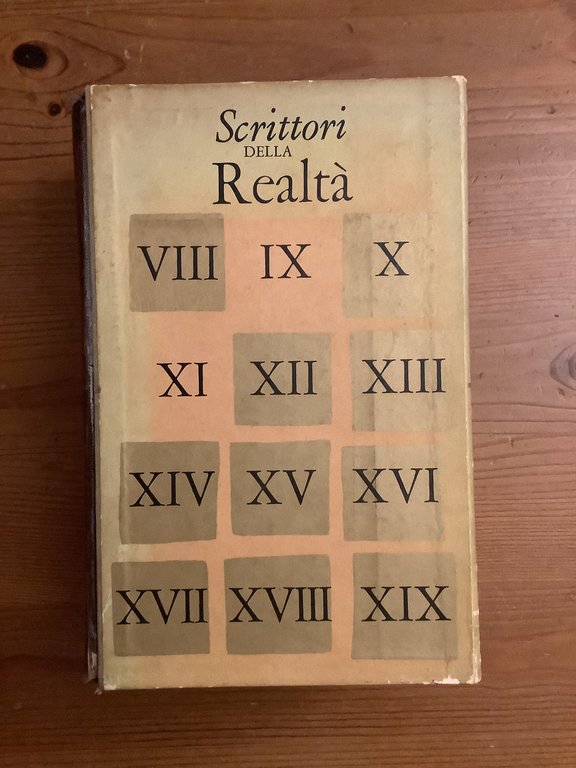 Scrittori
DELLA
Realtà
VIII IX X
XI XII XIII
XIV XV XVI
XVII XVIII XIX